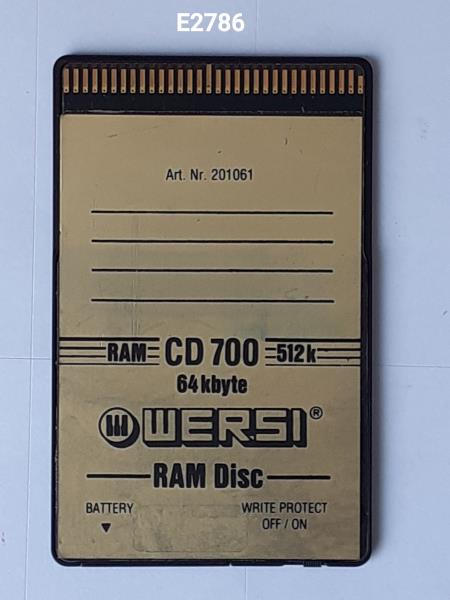 E2786
Art. Nr. 201061
RAM CD 700 512k
64 kbyte
WERSI®
RAM Disc
BATTERY WRITE PROTECT
▼ OFF / ON